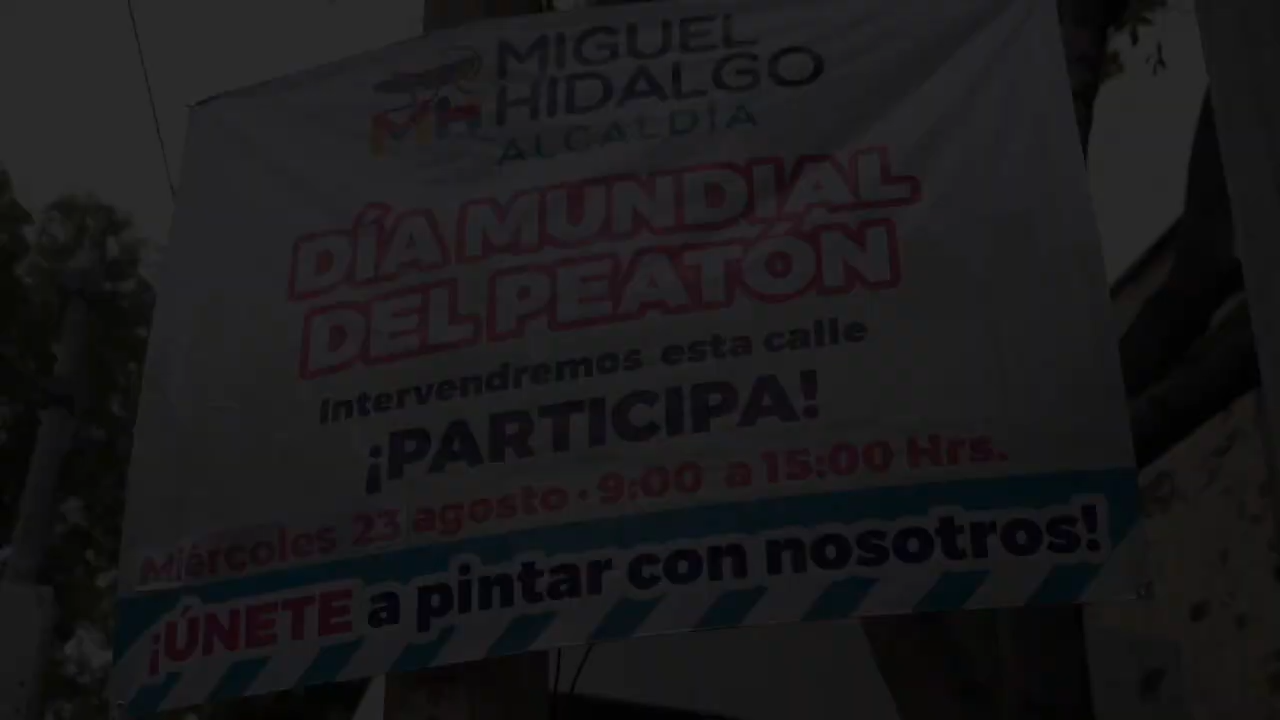 MIGUEL
HIDALGO
MH
ALCALDÍA
DÍA MUNDIAL
DEL PEATÓN
Intervendremos esta calle
¡PARTICIPA!
Miércoles 23 agosto · 9:00 a 15:00 Hrs.
¡ÚNETE a pintar con nosotros!